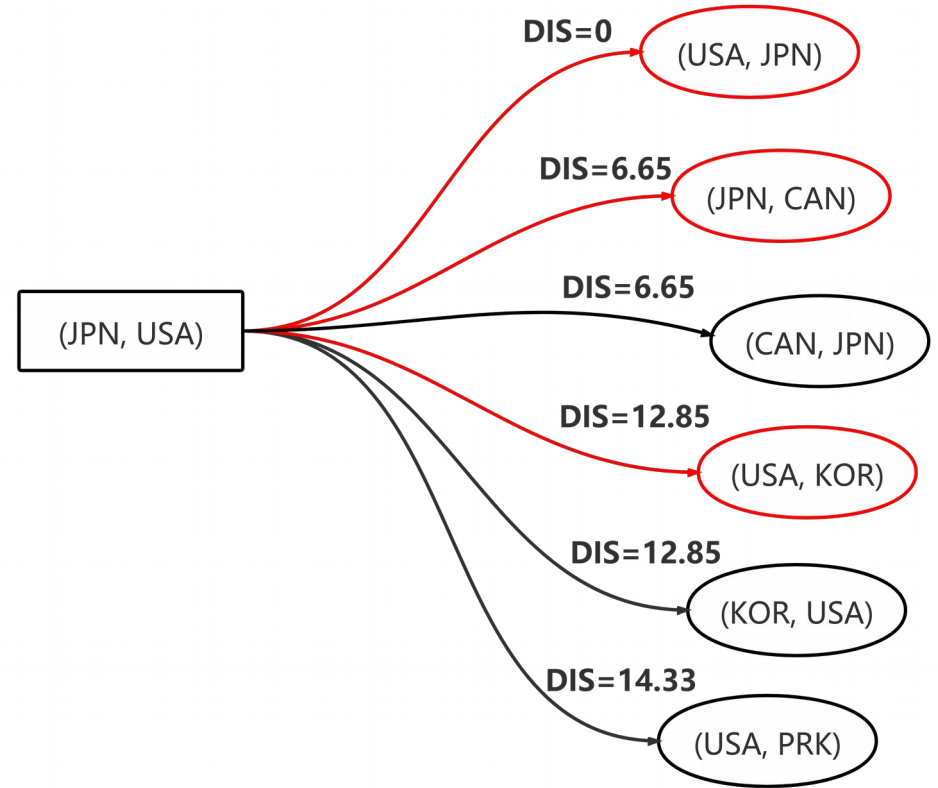 DIS=0
(USA, JPN)
DIS=6.65
(JPN, CAN)
DIS=6.65
(JPN, USA)
(CAN, JPN)
DIS=12.85
(USA, KOR)
DIS=12.85
(KOR, USA)
DIS=14.33
(USA, PRK)